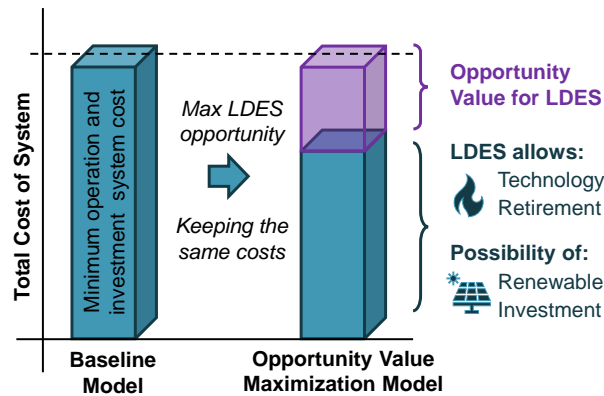 Total Cost of System
Minimum operation and
investment system cost
Max LDES
opportunity
Keeping the
same costs
Opportunity
Value for LDES
LDES allows:
Technology
Retirement
Possibility of:
Renewable
Investment
Baseline
Model
Opportunity Value
Maximization Model